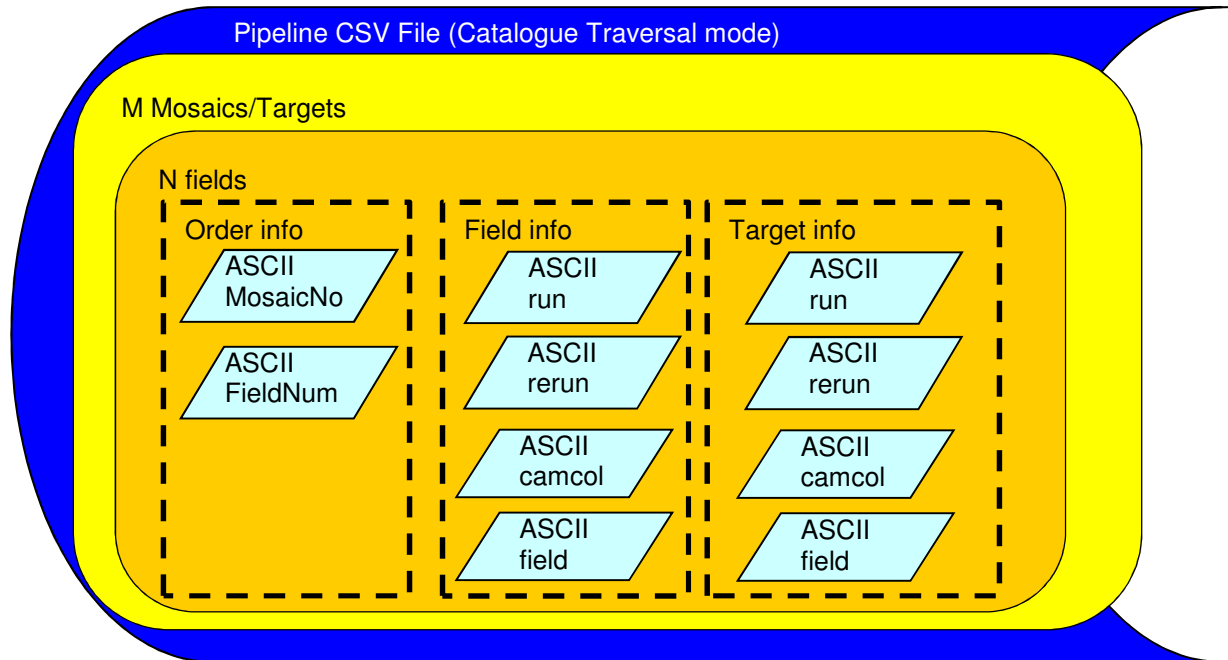 Pipeline CSV File (Catalogue Traversal mode)
M Mosaics/Targets
N fields
Order info
ASCII
MosaicNo
ASCII
FieldNum
Field info
ASCII
run
ASCII
rerun
ASCII
camcol
ASCII
field
Target info
ASCII
run
ASCII
rerun
ASCII
camcol
ASCII
field